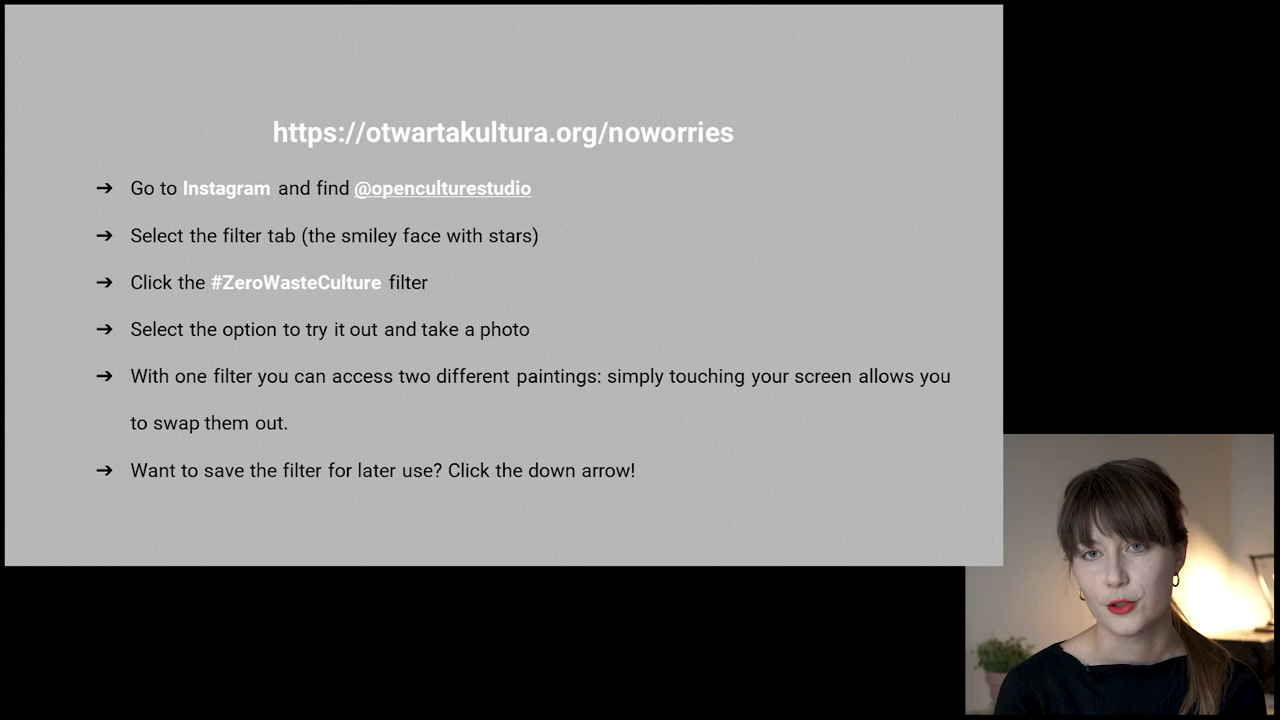 https://otwartakultura.org/noworries
➔ Go to Instagram and find @openculturestudio
➔ Select the filter tab (the smiley face with stars)
➔ Click the #ZeroWasteCulture filter
➔ Select the option to try it out and take a photo
➔ With one filter you can access two different paintings: simply touching your screen allows you
to swap them out.
➔ Want to save the filter for later use? Click the down arrow!